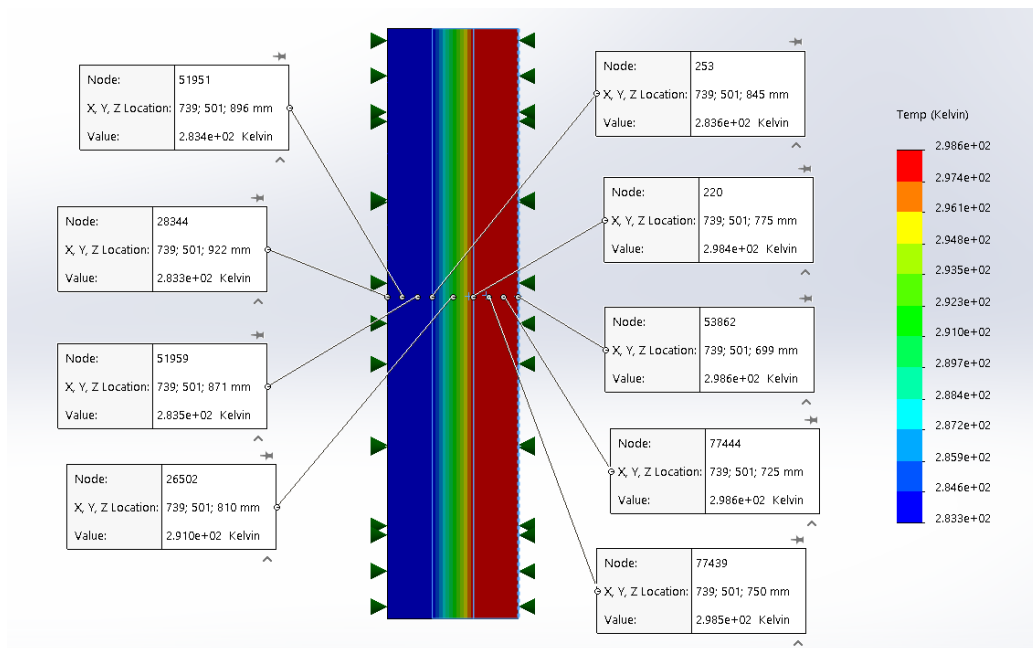 Node: 51951
X, Y, Z Location: 739; 501; 896 mm
Value: 2.834e+02 Kelvin
Node: 28344
X, Y, Z Location: 739; 501; 922 mm
Value: 2.833e+02 Kelvin
Node: 51959
X, Y, Z Location: 739; 501; 871 mm
Value: 2.835e+02 Kelvin
Node: 26502
X, Y, Z Location: 739; 501; 810 mm
Value: 2.910e+02 Kelvin
Node: 253
X, Y, Z Location: 739; 501; 845 mm
Value: 2.836e+02 Kelvin
Node: 220
X, Y, Z Location: 739; 501; 775 mm
Value: 2.984e+02 Kelvin
Node: 53862
X, Y, Z Location: 739; 501; 699 mm
Value: 2.986e+02 Kelvin
Node: 77444
X, Y, Z Location: 739; 501; 725 mm
Value: 2.986e+02 Kelvin
Node: 77439
X, Y, Z Location: 739; 501; 750 mm
Value: 2.985e+02 Kelvin
Temp (Kelvin)
2.986e+02
2.974e+02
2.961e+02
2.948e+02
2.935e+02
2.923e+02
2.910e+02
2.897e+02
2.884e+02
2.872e+02
2.859e+02
2.846e+02
2.833e+02